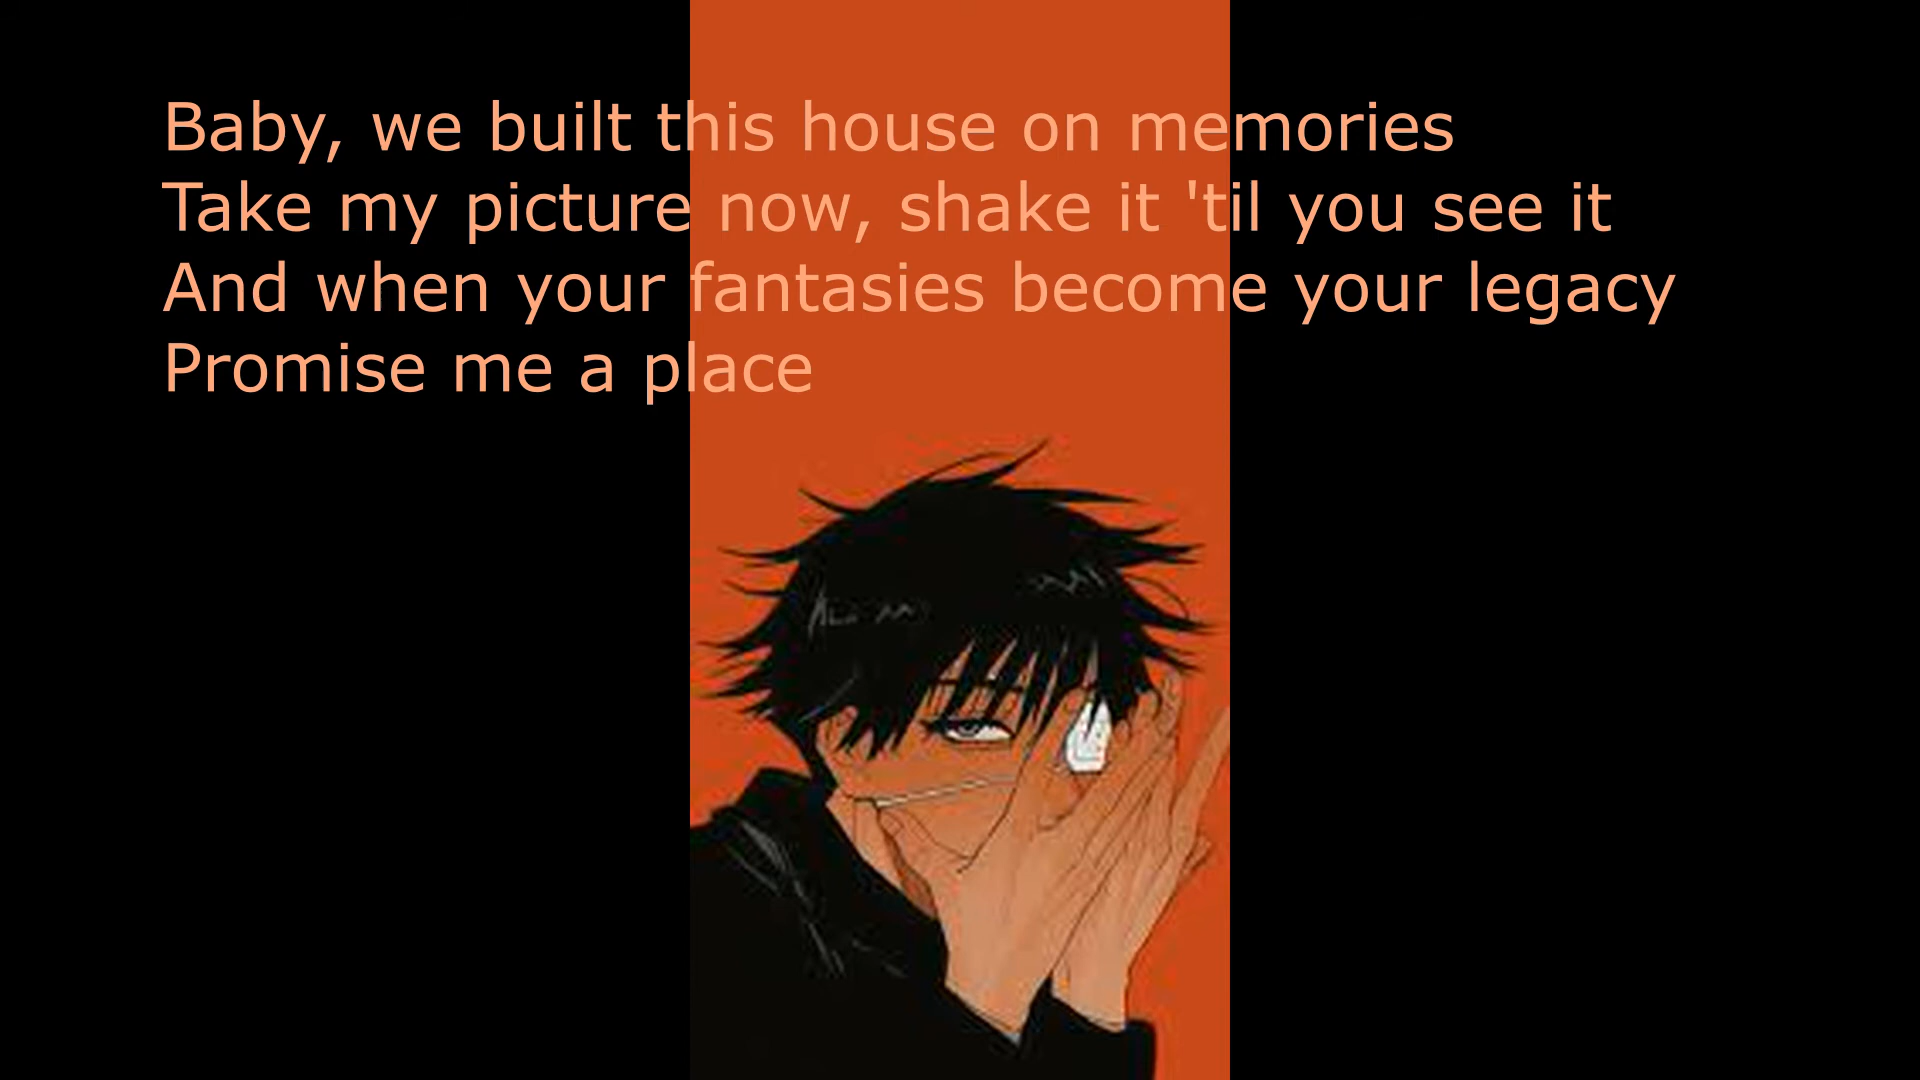 Baby, we built this house on memories
Take my picture now, shake it 'til you see it
And when your fantasies become your legacy
Promise me a place